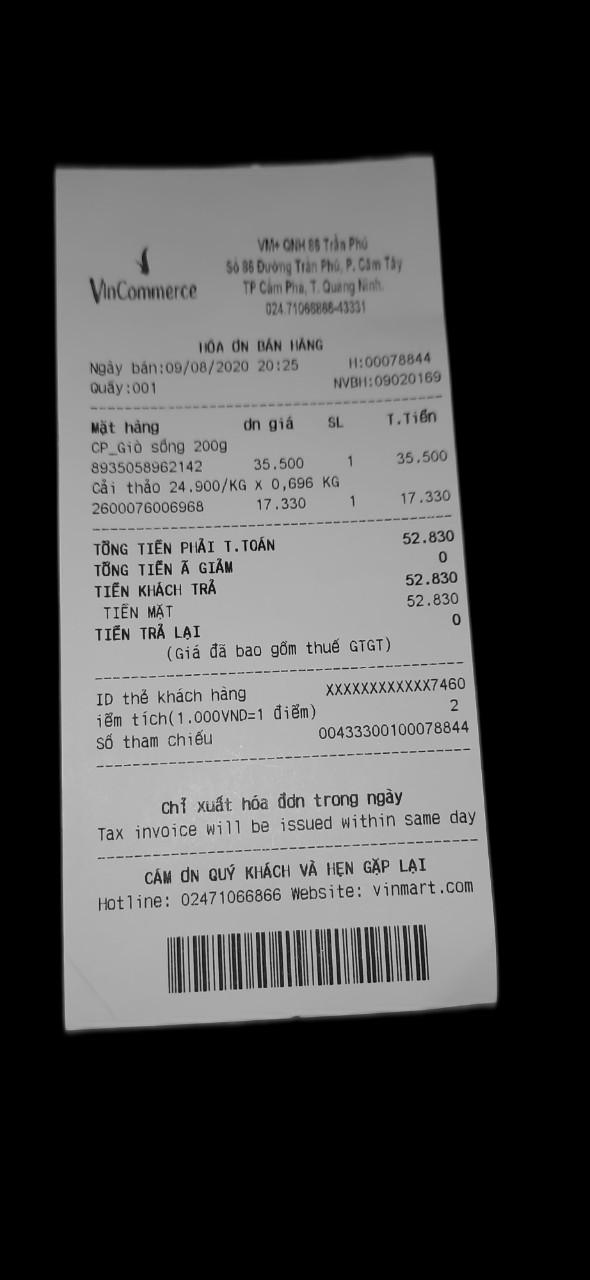 VinCommerce
VM+ QNH 86 Trần Phú
Số 86 Đường Trần Phú, P. Cẩm Tây
TP Cẩm Phả, T. Quảng Ninh.
024.71066866-43331
HÓA ƠN BÁN HÀNG
Ngày bán:09/08/2020 20:25 H:00078844
Quầy:001 NVBH:09020169
Mặt hàng ơn giá SL T.Tiền
CP_Giò sống 200g
8935058962142 35.500 1 35.500
Cải thảo 24.900/KG X 0,696 KG
2600076006968 17.330 1 17.330
TỔNG TIỀN PHẢI T.TOÁN 52.830
TỔNG TIỀN Ã GIẢM 0
TIỀN KHÁCH TRẢ 52.830
TIỀN MẶT 52.830
TIỀN TRẢ LẠI 0
(Giá đã bao gồm thuế GTGT)
ID thẻ khách hàng XXXXXXXXXXXX7460
iểm tích(1.000VND=1 điểm) 2
Số tham chiếu 00433300100078844
Chỉ xuất hóa đơn trong ngày
Tax invoice will be issued within same day
CẢM ƠN QUÝ KHÁCH VÀ HẸN GẶP LẠI
Hotline: 02471066866 Website: vinmart.com